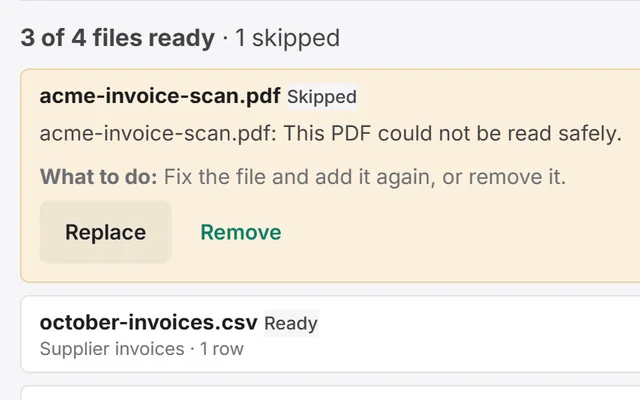 3 of 4 files ready · 1 skipped
acme-invoice-scan.pdf Skipped
acme-invoice-scan.pdf: This PDF could not be read safely.
What to do: Fix the file and add it again, or remove it.
Replace Remove
october-invoices.csv Ready
Supplier invoices · 1 row